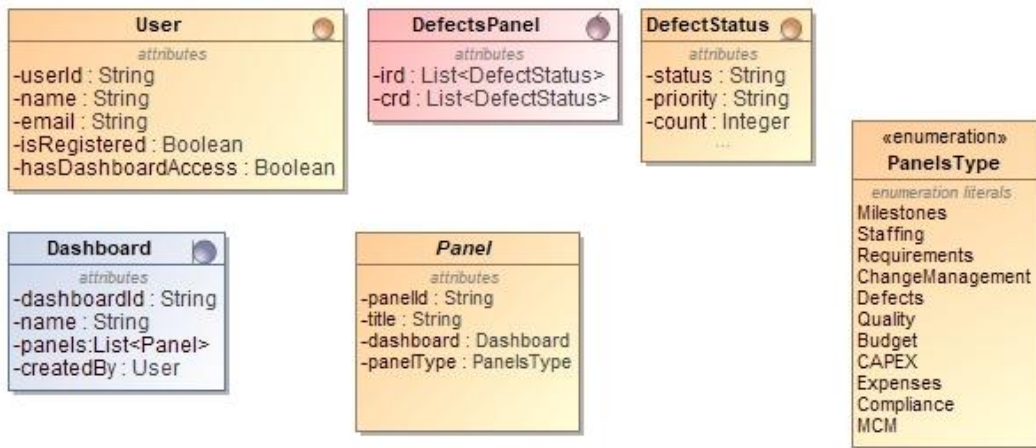 User
attributes
-userId : String
-name : String
-email : String
-isRegistered : Boolean
-hasDashboardAccess : Boolean
DefectsPanel
attributes
-ird : List<DefectStatus>
-crd : List<DefectStatus>
DefectStatus
attributes
-status : String
-priority : String
-count : Integer
...
«enumeration»
PanelsType
enumeration literals
Milestones
Staffing
Requirements
ChangeManagement
Defects
Quality
Budget
CAPEX
Expenses
Compliance
MCM
Dashboard
attributes
-dashboardId : String
-name : String
-panels:List<Panel>
-createdBy : User
Panel
attributes
-panelId : String
-title : String
-dashboard : Dashboard
-panelType : PanelsType